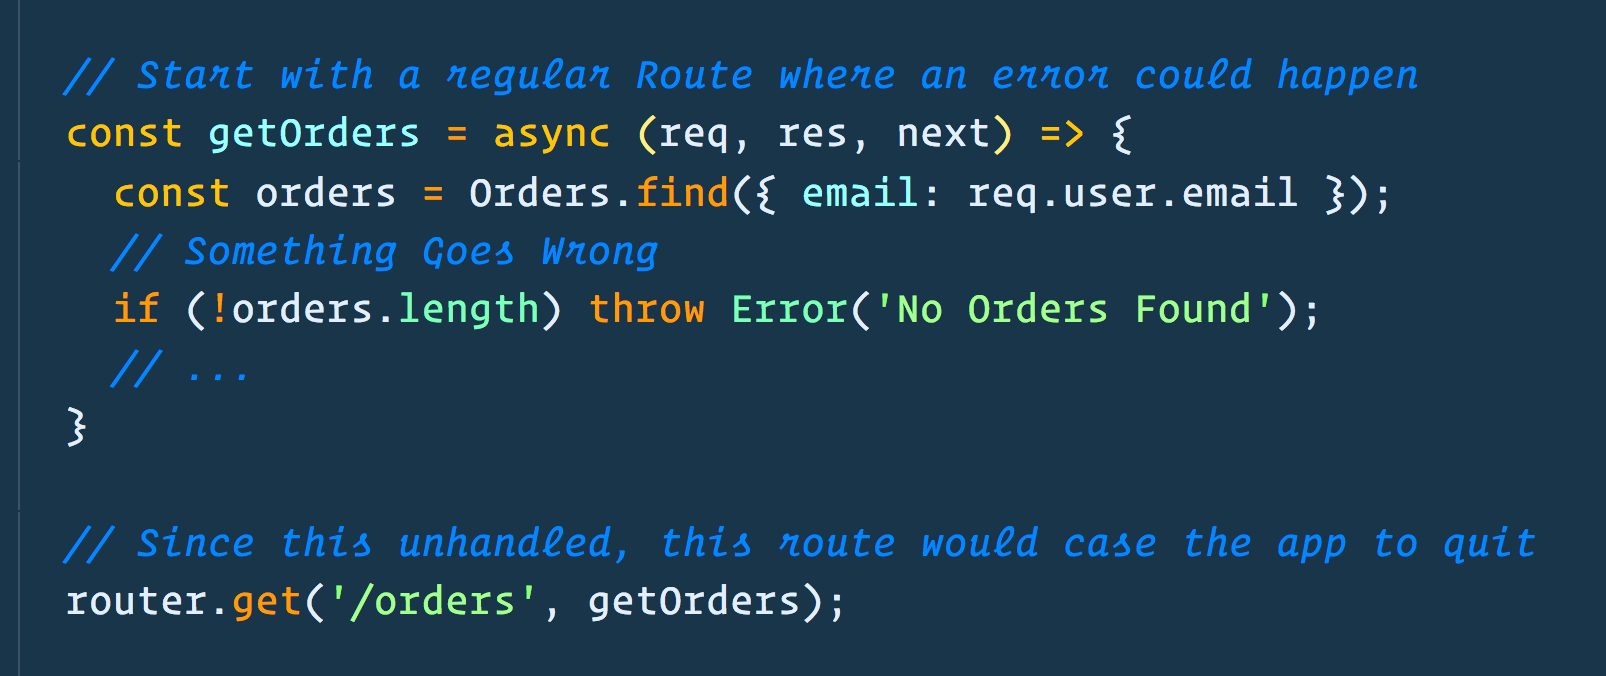 // Start with a regular Route where an error could happen
const getOrders = async (req, res, next) => {
  const orders = Orders.find({ email: req.user.email });
  // Something Goes Wrong
  if (!orders.length) throw Error('No Orders Found');
  // ...
}
// Since this unhandled, this route would case the app to quit
router.get('/orders', getOrders);